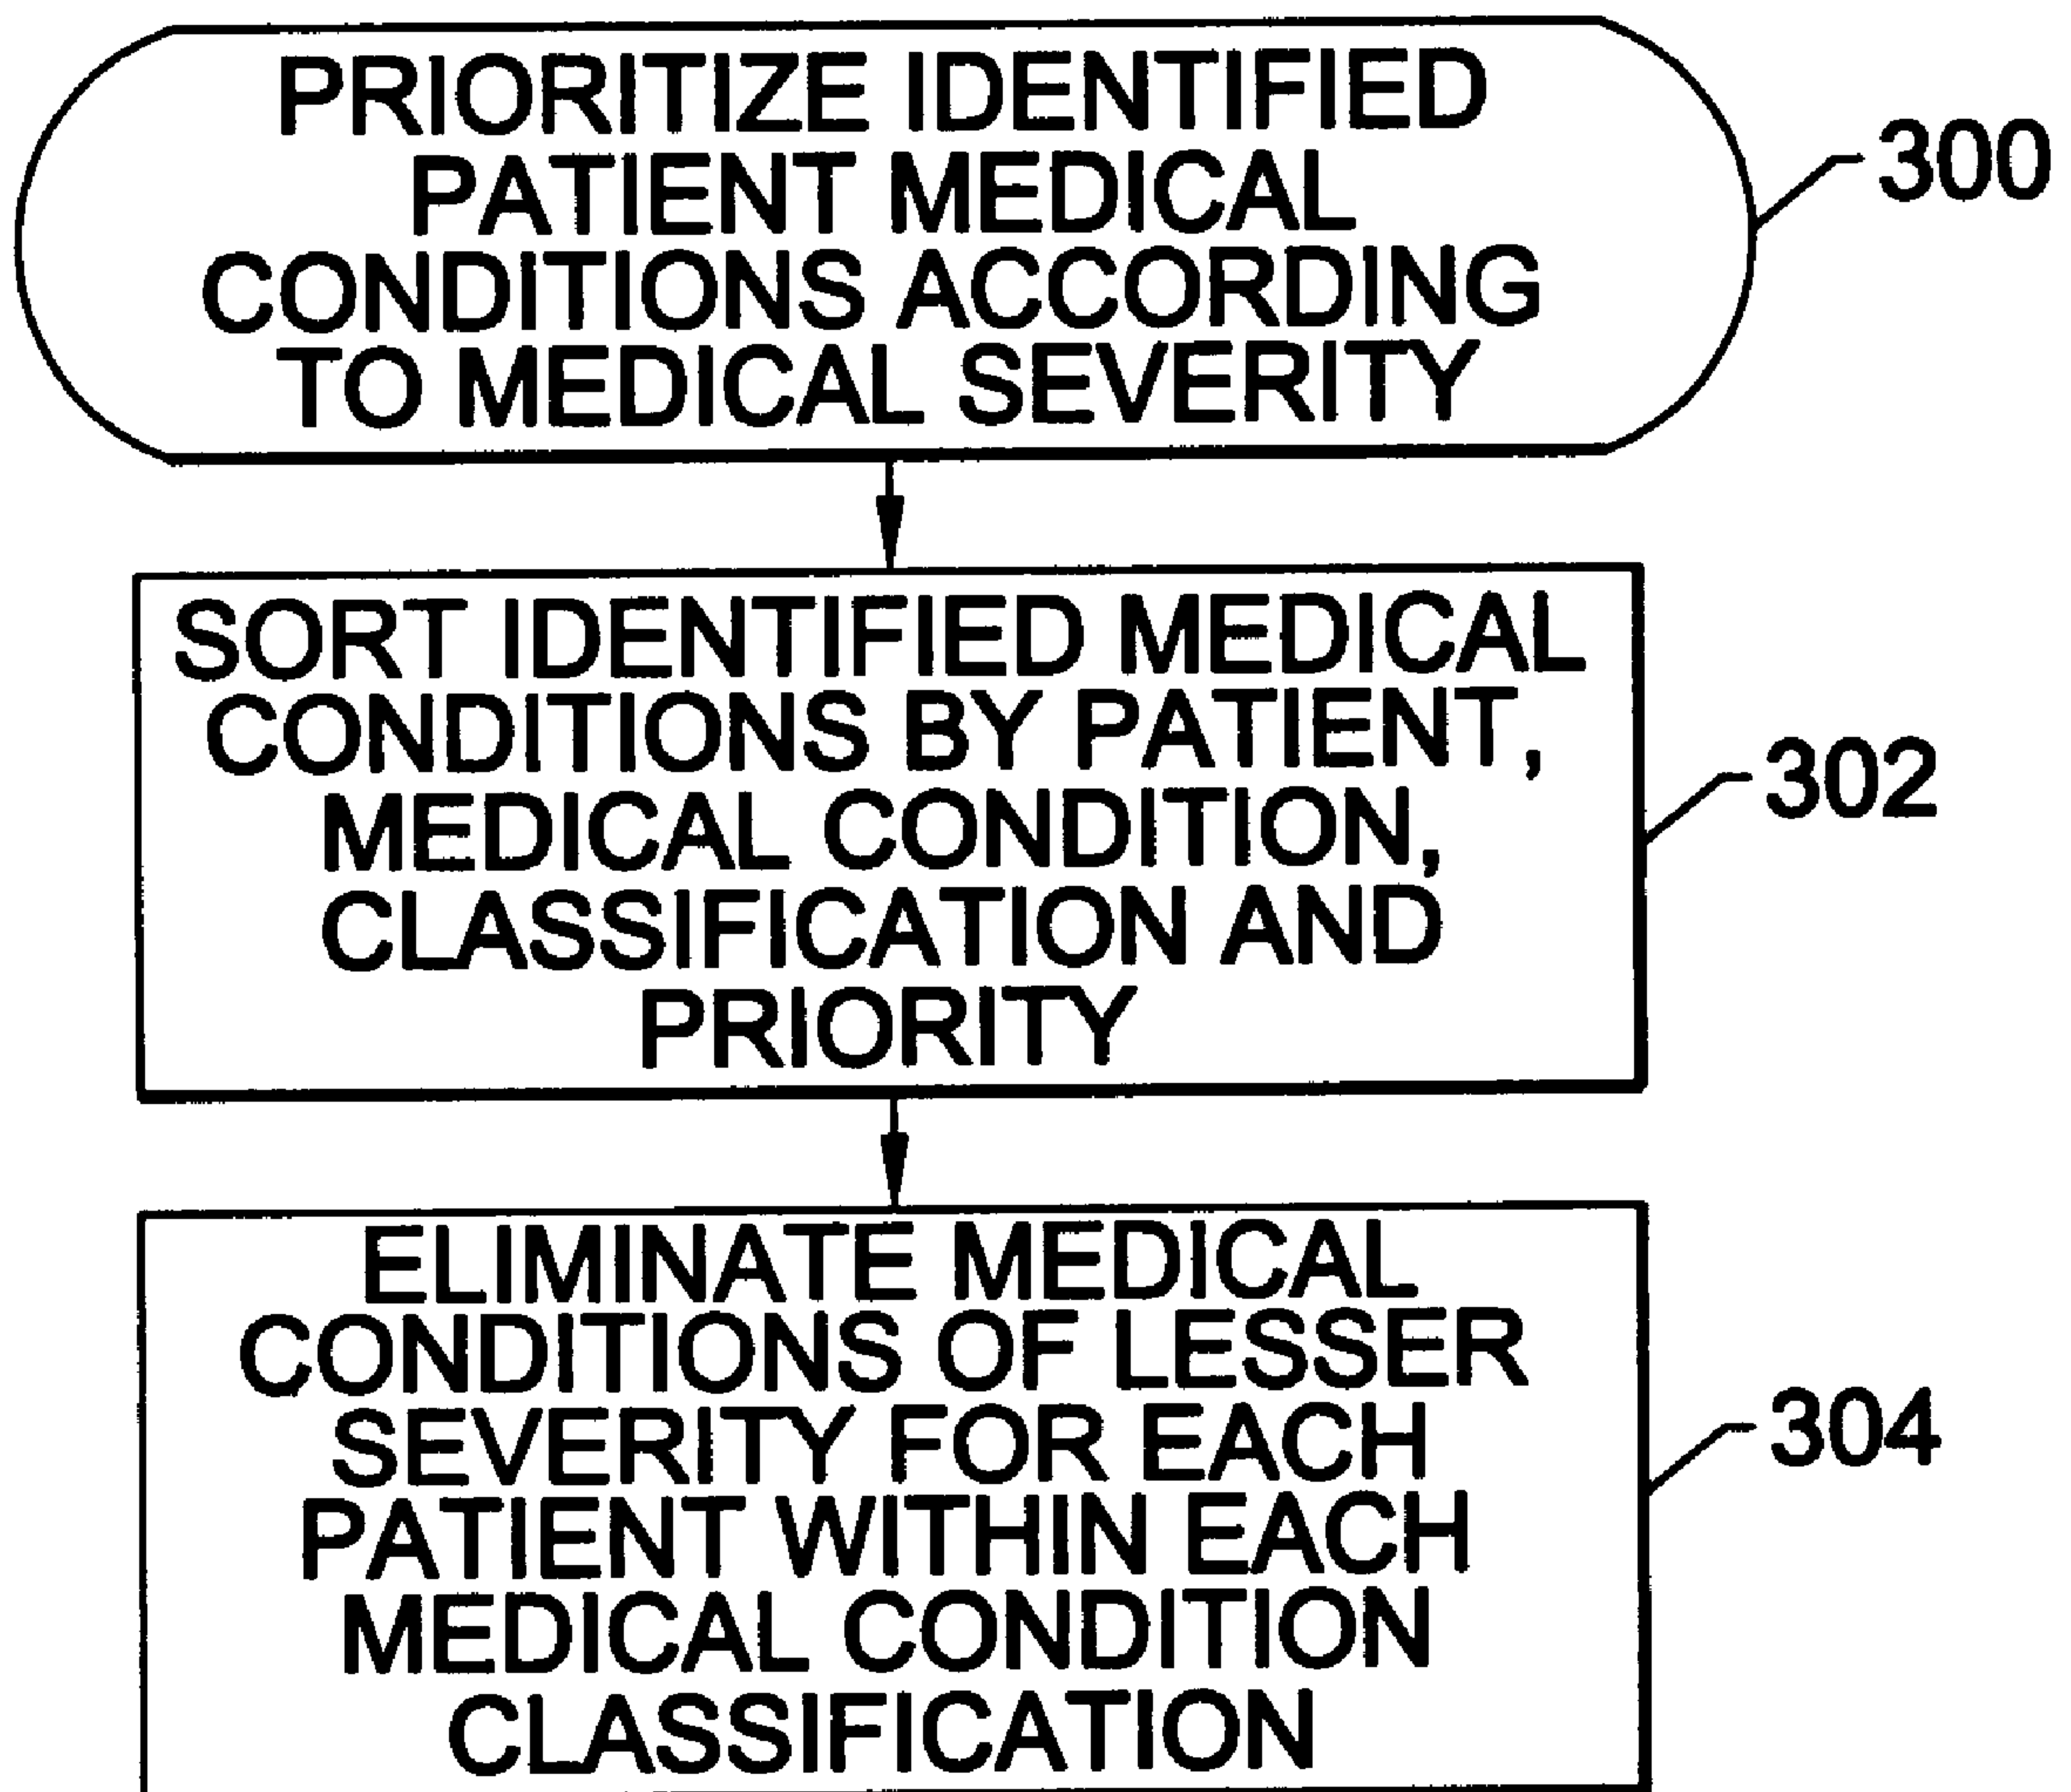 PRIORITIZE IDENTIFIED
PATIENT MEDICAL
CONDITIONS ACCORDING
TO MEDICAL SEVERITY
300
SORT IDENTIFIED MEDICAL
CONDITIONS BY PATIENT,
MEDICAL CONDITION,
CLASSIFICATION AND
PRIORITY
302
ELIMINATE MEDICAL
CONDITIONS OF LESSER
SEVERITY FOR EACH
PATIENT WITHIN EACH
MEDICAL CONDITION
CLASSIFICATION
304